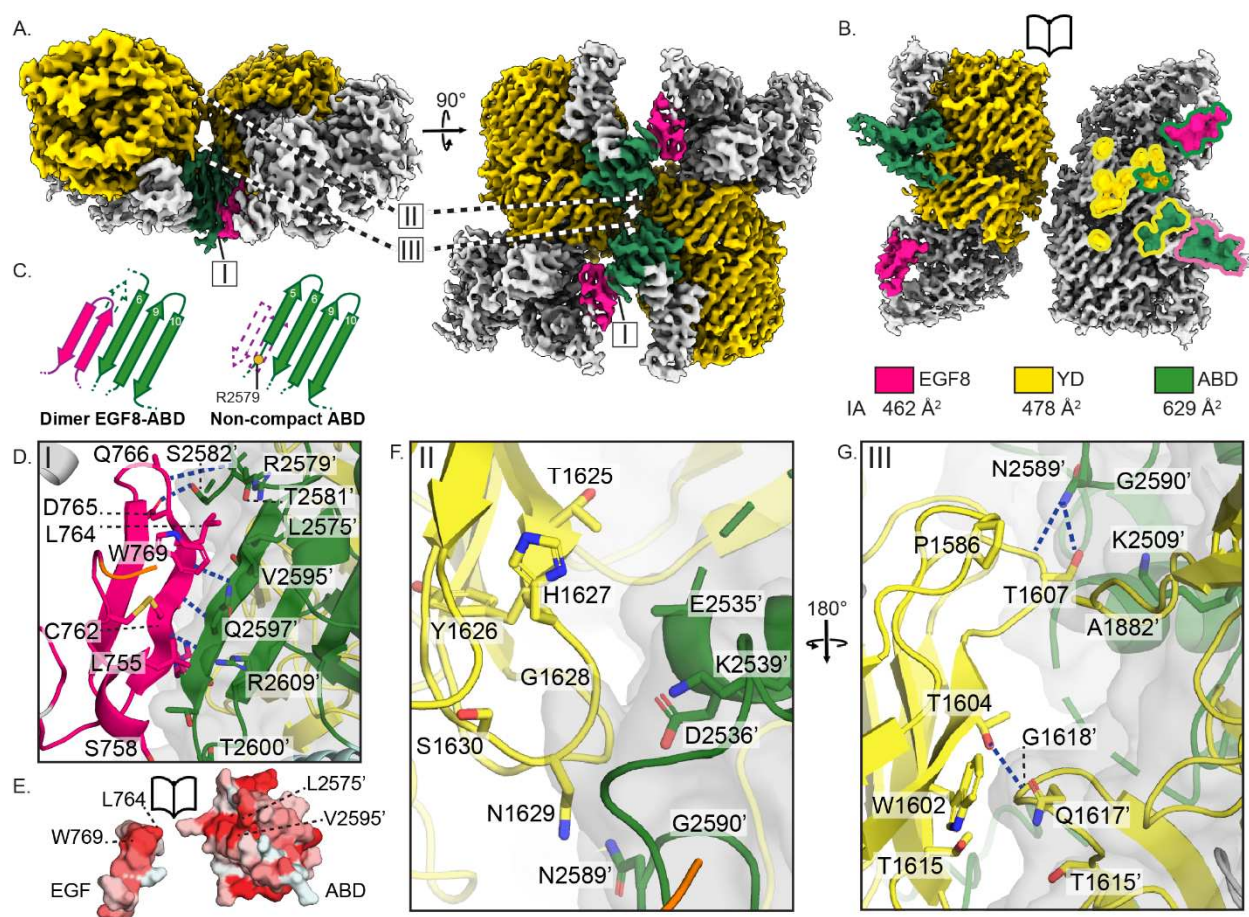 A.
90°
II
III
I
I
B.
EGF8
YD
ABD
IA 462 Å² 478 Å² 629 Å²
C.
6
9
10
5
6
9
10
R2579
Dimer EGF8-ABD
Non-compact ABD
D.
I
Q766
S2582’
R2579’
D765
T2581’
L764
L2575’
W769
V2595’
C762
Q2597’
L755
R2609’
S758
T2600’
E.
L764
L2575’
W769
V2595’
EGF
ABD
F.
II
T1625
H1627
E2535’
Y1626
K2539’
G1628
S1630
D2536’
N1629
G2590’
N2589’
180°
G.
III
N2589’
G2590’
P1586
K2509’
T1607
A1882’
T1604
G1618’
W1602
Q1617’
T1615
T1615’